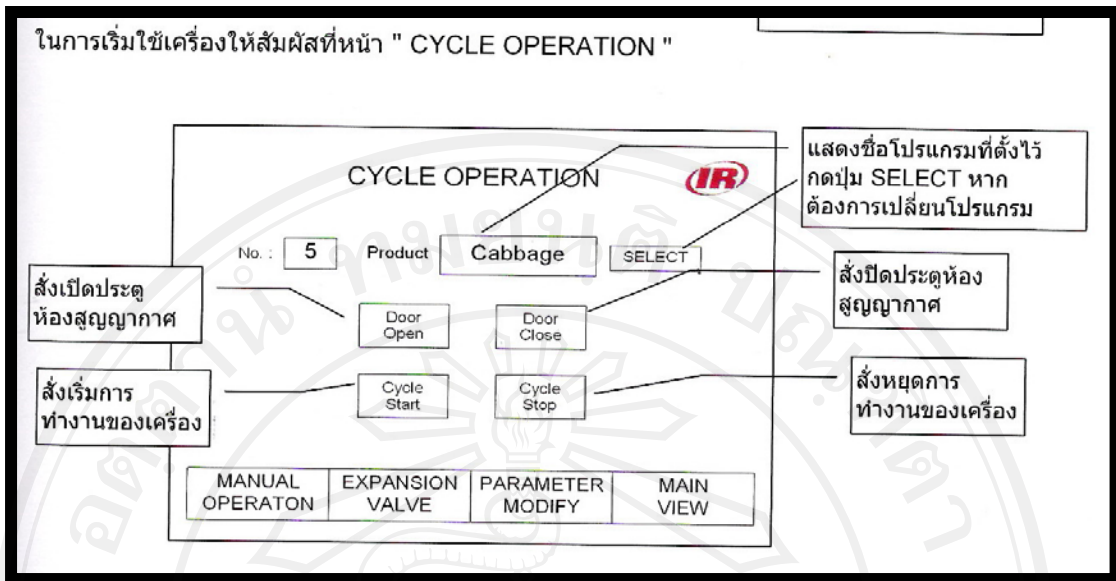 ในการเริ่มใช้เครื่องให้สัมผัสที่หน้า " CYCLE OPERATION "
CYCLE OPERATION
IR
แสดงชื่อโปรแกรมที่ตั้งไว้
กดปุ่ม SELECT หาก
ต้องการเปลี่ยนโปรแกรม
No. : 5 Product Cabbage SELECT
สั่งเปิดประตู
ห้องสูญญากาศ
Door
Open
Door
Close
สั่งปิดประตูห้อง
สูญญากาศ
สั่งเริ่มการ
ทำงานของเครื่อง
Cycle
Start
Cycle
Stop
สั่งหยุดการ
ทำงานของเครื่อง
MANUAL
OPERATON
EXPANSION
VALVE
PARAMETER
MODIFY
MAIN
VIEW